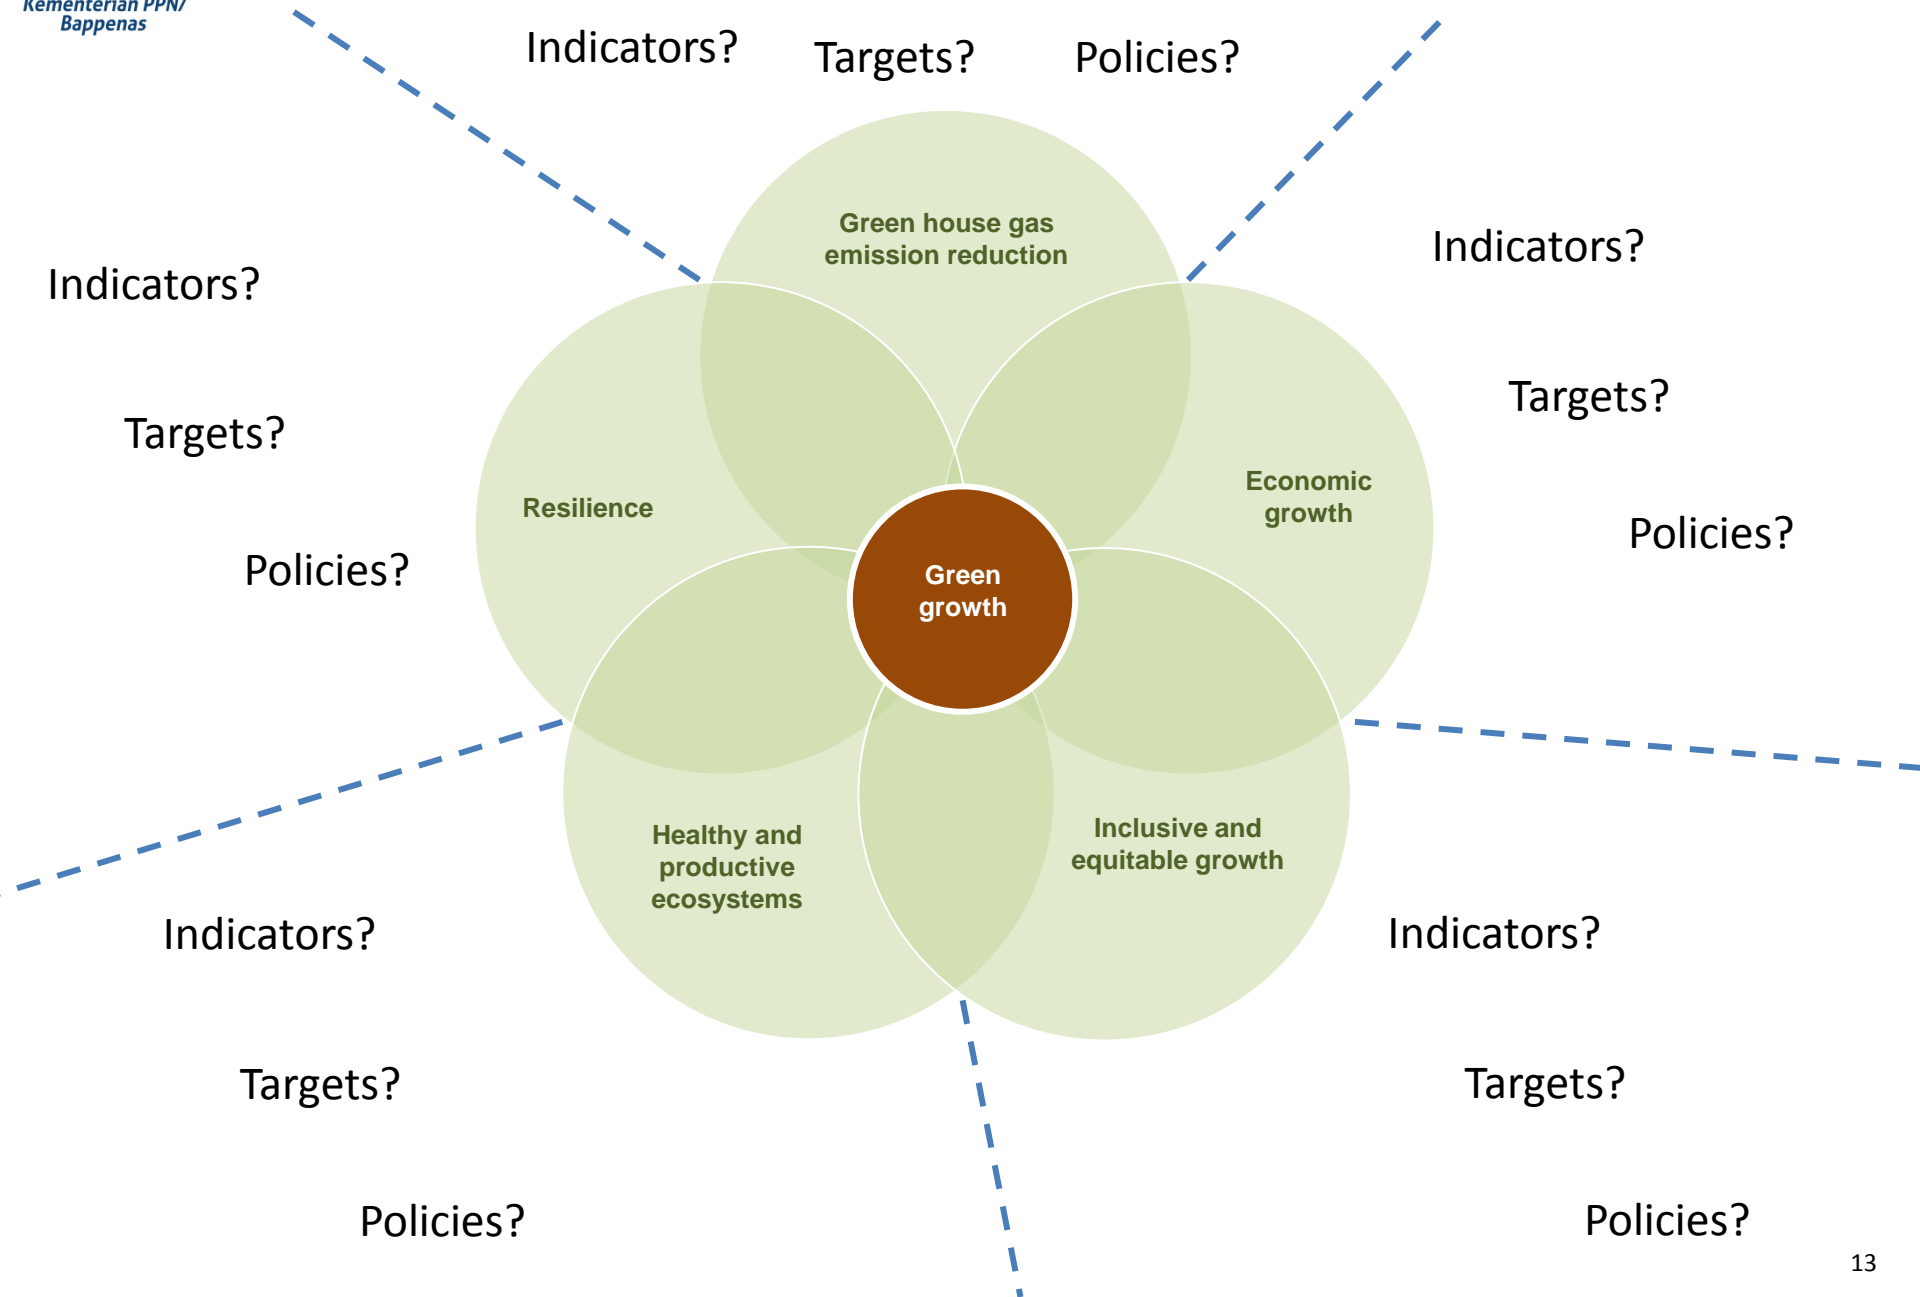 Kementerian PPN/
Bappenas
Indicators?
Targets?
Policies?
Green house gas
emission reduction
Indicators?
Targets?
Policies?
Resilience
Economic
growth
Indicators?
Targets?
Policies?
Green
growth
Healthy and
productive
ecosystems
Inclusive and
equitable growth
Indicators?
Targets?
Policies?
Indicators?
Targets?
Policies?
13